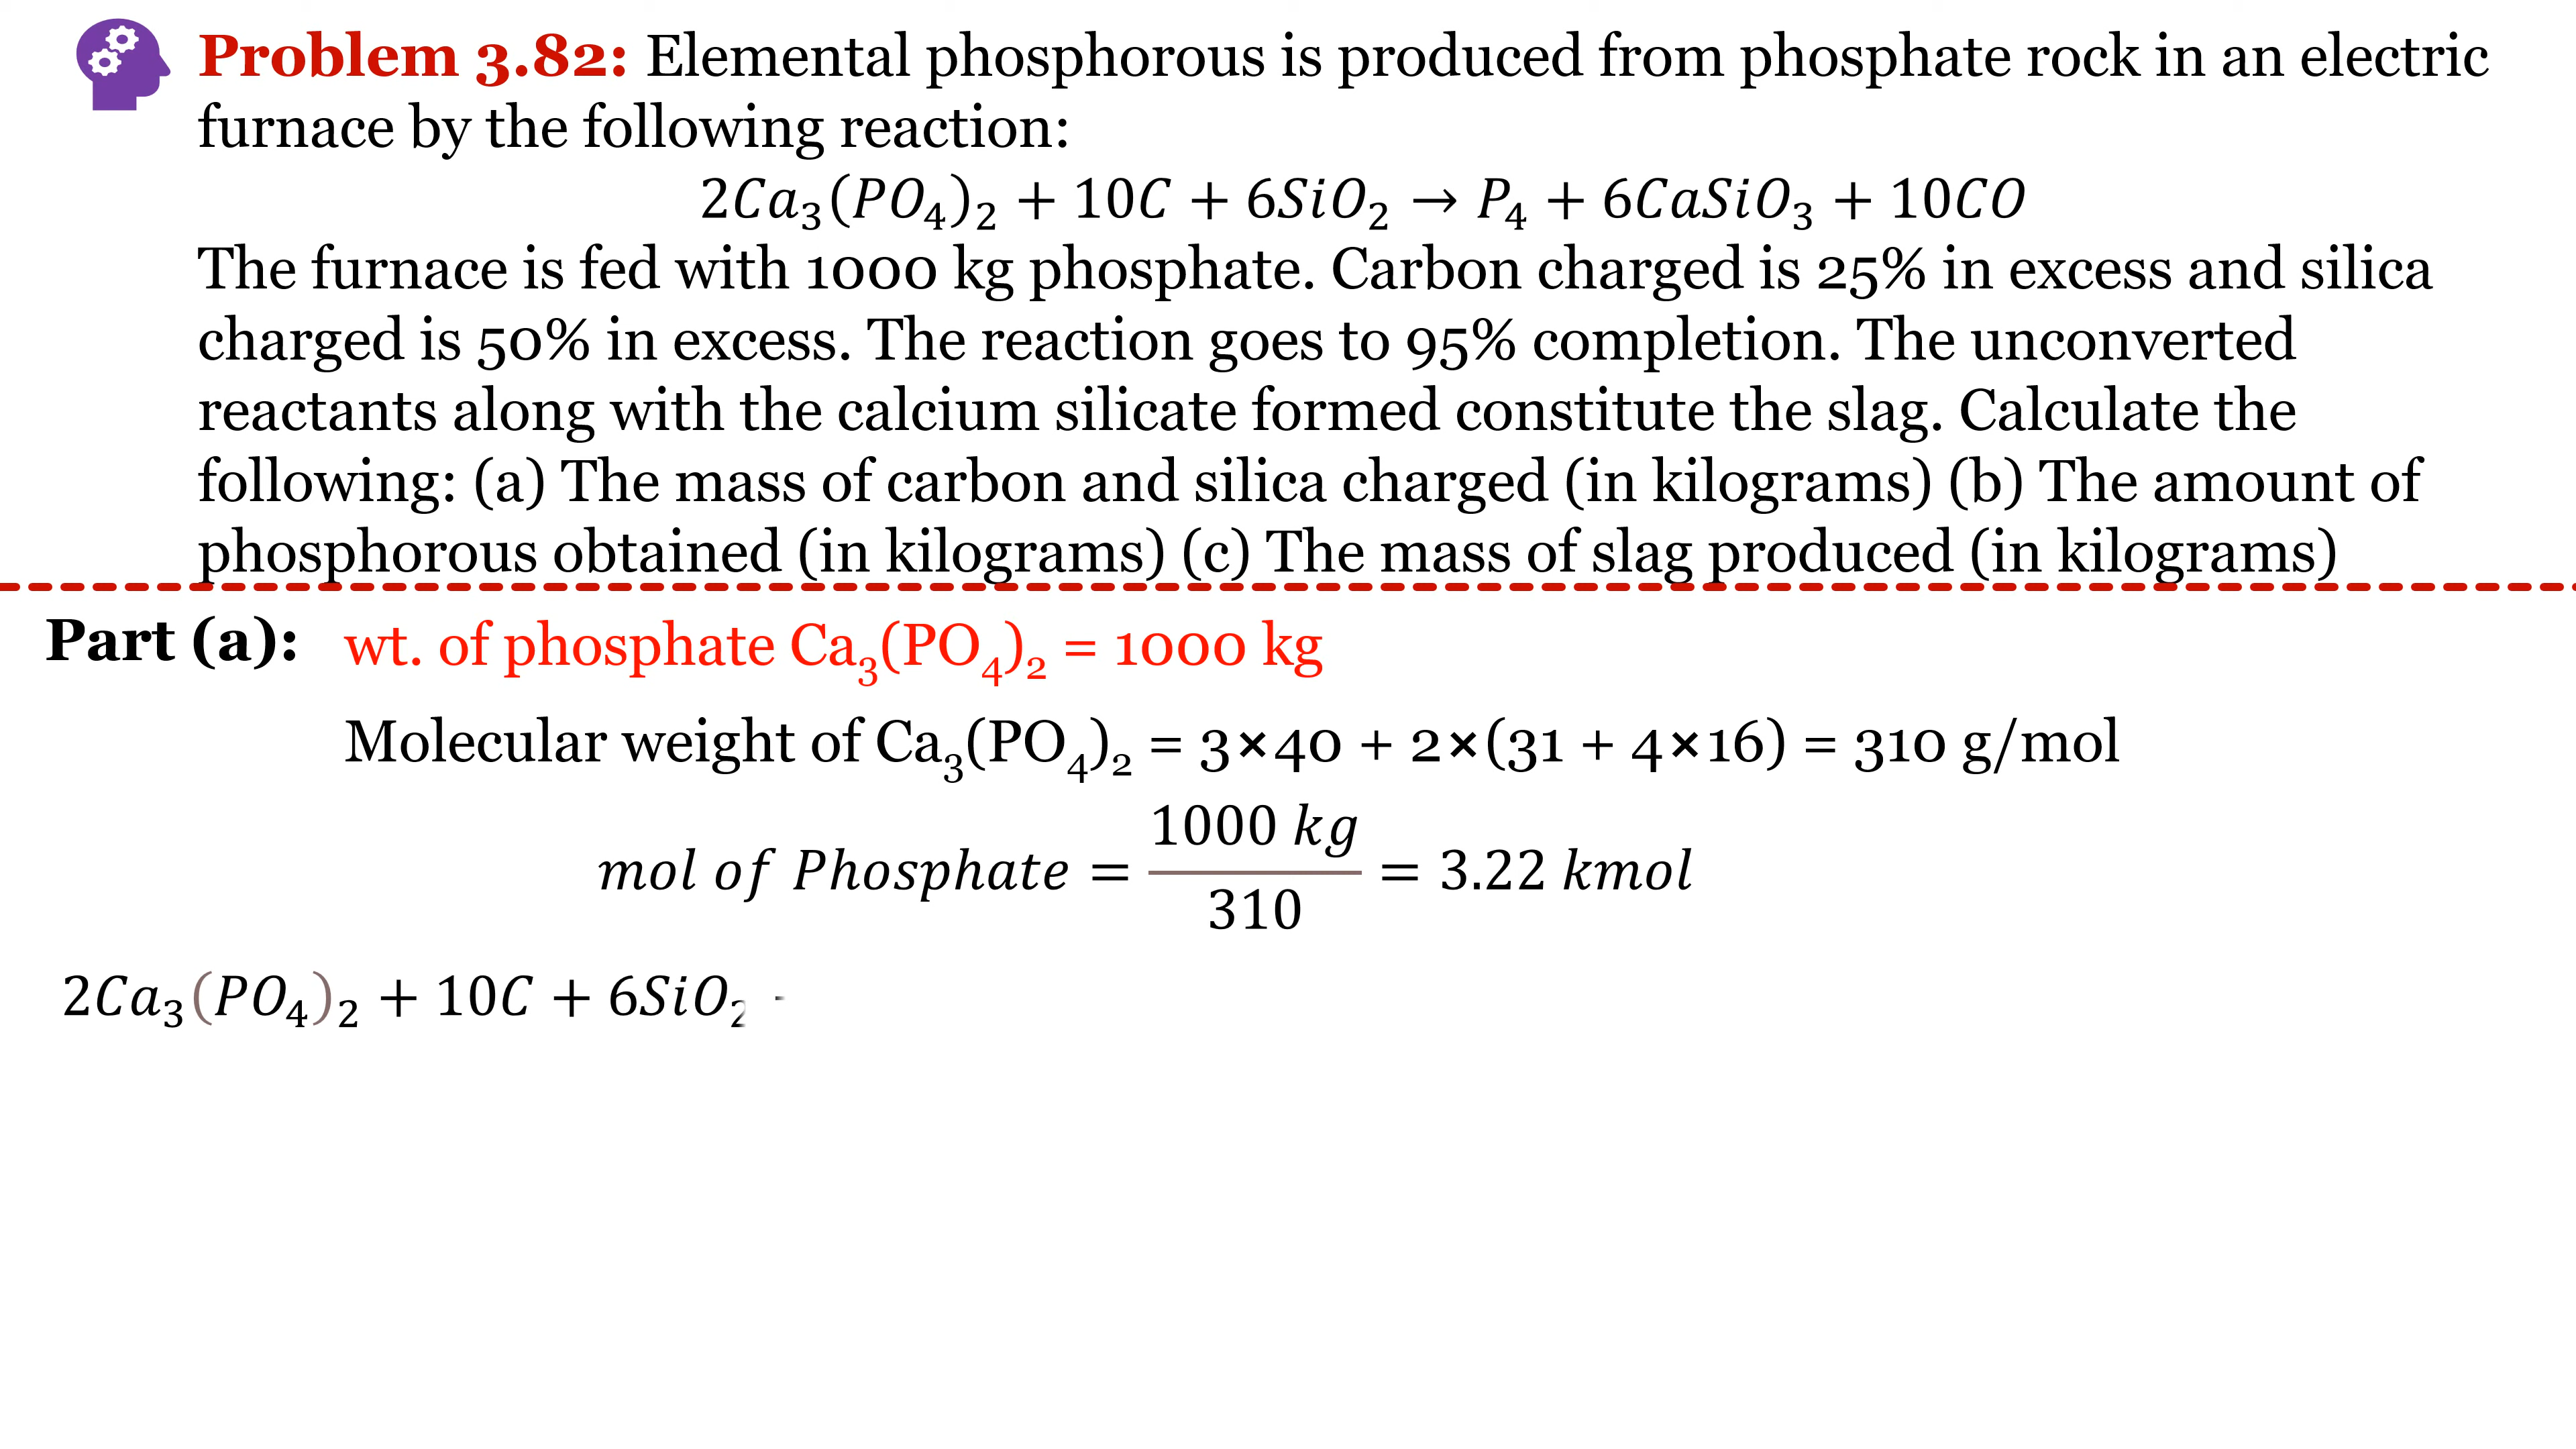 Problem 3.82: Elemental phosphorous is produced from phosphate rock in an electric
furnace by the following reaction:
2Ca₃(PO₄)₂ + 10C + 6SiO₂ → P₄ + 6CaSiO₃ + 10CO
The furnace is fed with 1000 kg phosphate. Carbon charged is 25% in excess and silica
charged is 50% in excess. The reaction goes to 95% completion. The unconverted
reactants along with the calcium silicate formed constitute the slag. Calculate the
following: (a) The mass of carbon and silica charged (in kilograms) (b) The amount of
phosphorous obtained (in kilograms) (c) The mass of slag produced (in kilograms)
Part (a): wt. of phosphate Ca₃(PO₄)₂ = 1000 kg
Molecular weight of Ca₃(PO₄)₂ = 3×40 + 2×(31 + 4×16) = 310 g/mol
mol of Phosphate = 1000 kg / 310 = 3.22 kmol
2Ca₃(PO₄)₂ + 10C + 6SiO₂